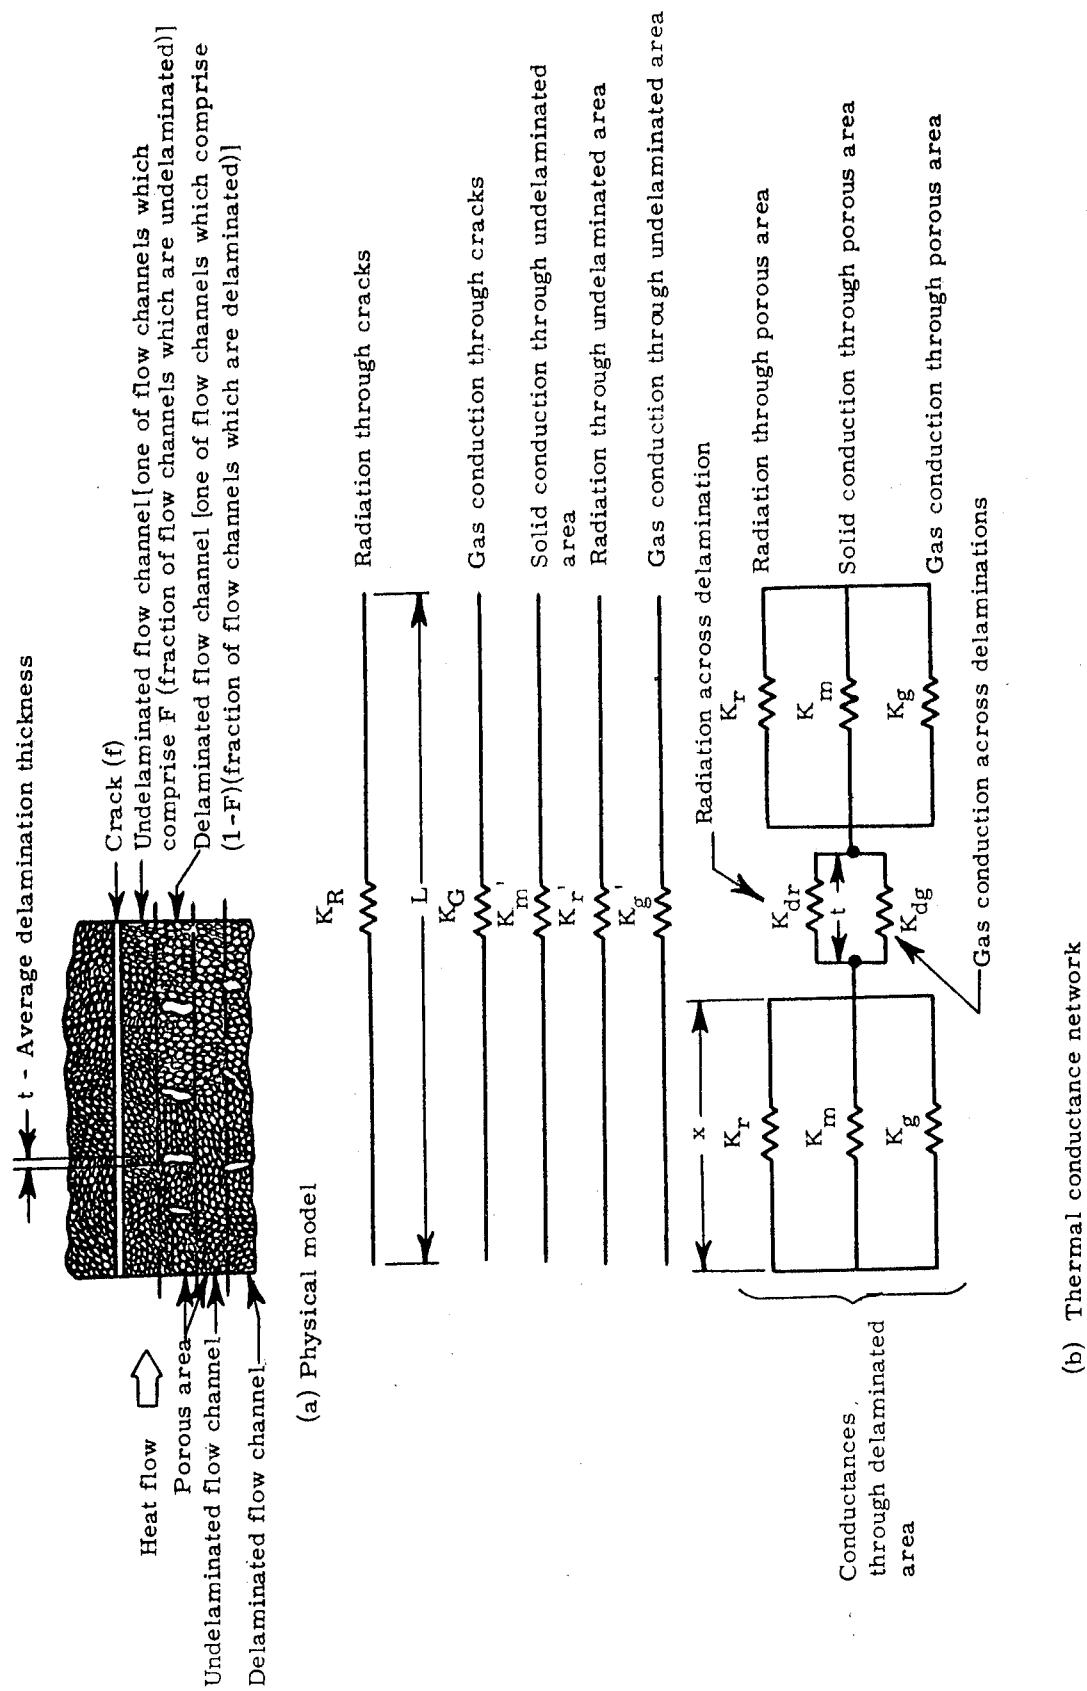 t - Average delamination thickness
Crack (f)
Undelaminated flow channel [one of flow channels which
comprise F (fraction of flow channels which are undelaminated)]
Delaminated flow channel [one of flow channels which comprise
(1-F)(fraction of flow channels which are delaminated)]
Heat flow
Porous area
Undelaminated flow channel
Delaminated flow channel
(a) Physical model
K_R
Radiation through cracks
L
K_G
Gas conduction through cracks
K_m'
Solid conduction through undelaminated
area
K_r'
Radiation through undelaminated area
K_g'
Gas conduction through undelaminated area
Radiation across delamination
x
K_r
K_dr
K_r
Radiation through porous area
K_m
t
K_m
Solid conduction through porous area
K_g
K_dg
K_g
Gas conduction through porous area
Gas conduction across delaminations
Conductances
through delaminated
area
(b) Thermal conductance network